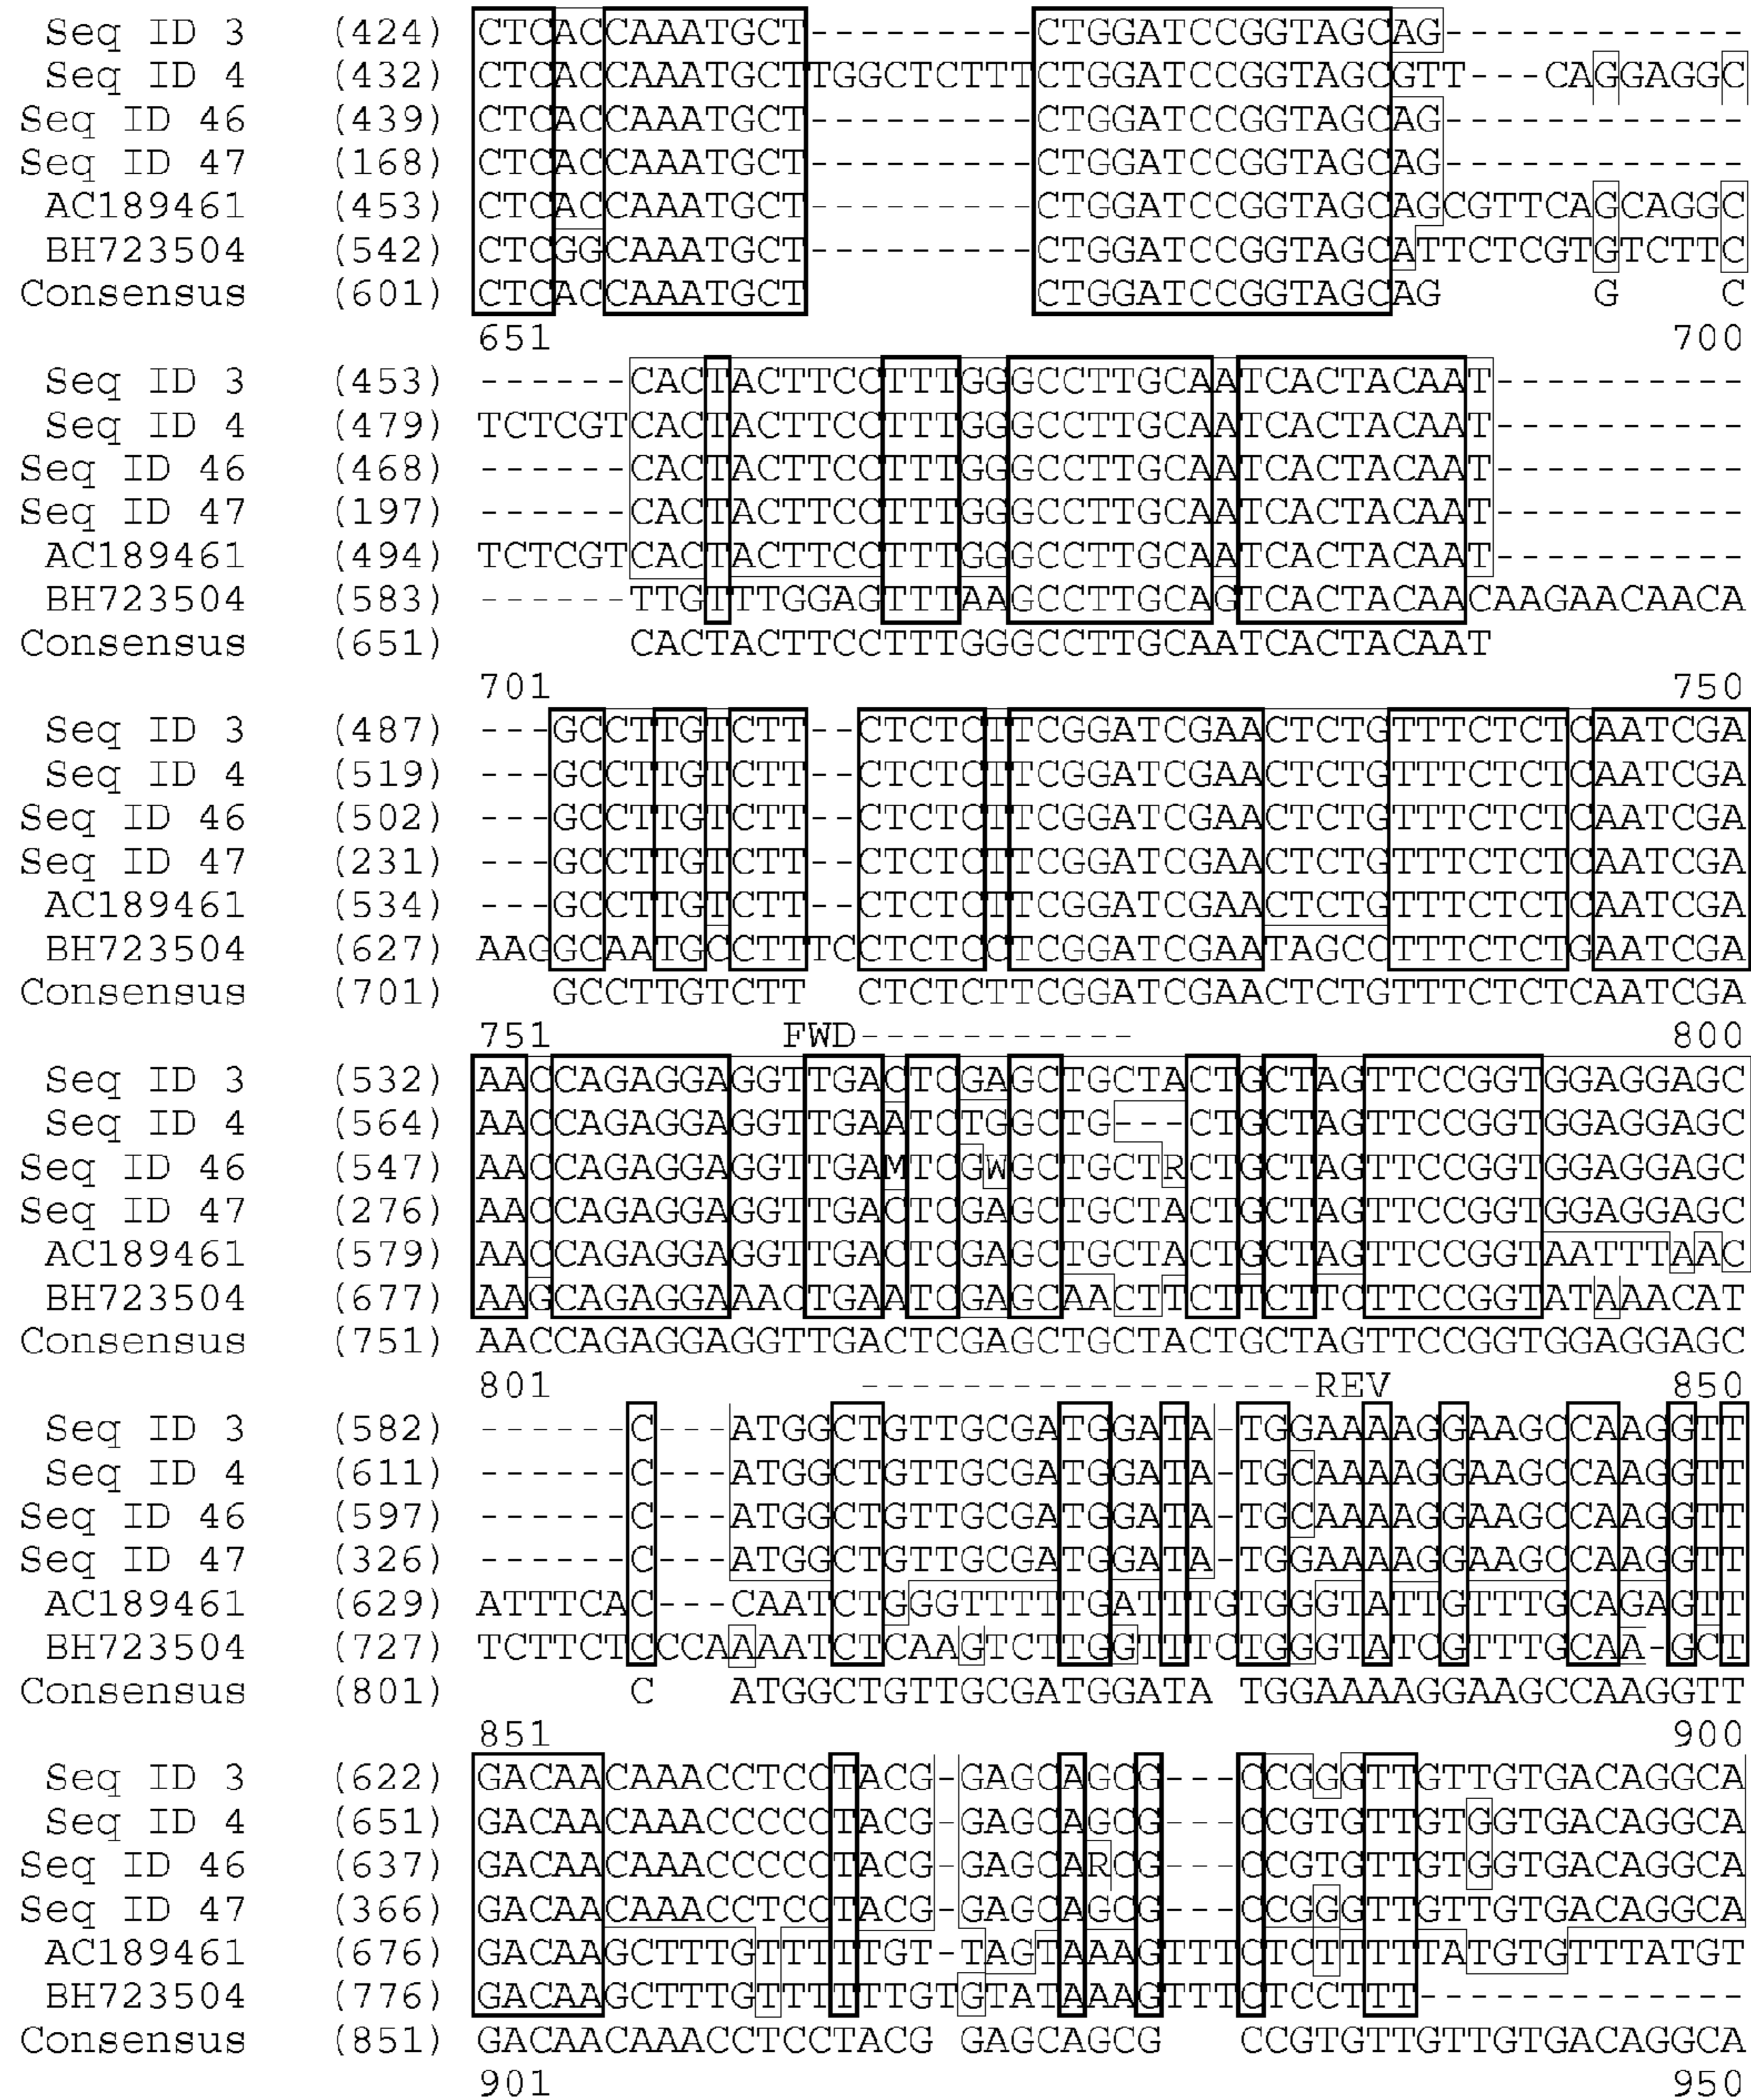 Seq ID 3 (424) CTCACCAAATGCT---------CTGGATCCGGTAGCAG------------
Seq ID 4 (432) CTCACCAAATGCTTGGCTCTTTCTGGATCCGGTAGCGTT---CAGGAGGC
Seq ID 46 (439) CTCACCAAATGCT---------CTGGATCCGGTAGCAG------------
Seq ID 47 (168) CTCACCAAATGCT---------CTGGATCCGGTAGCAG------------
AC189461 (453) CTCACCAAATGCT---------CTGGATCCGGTAGCAGCGTTCAGCAGGC
BH723504 (542) CTCGGCAAATGCT---------CTGGATCCGGTAGCATTCTCGTGTCTTC
Consensus (601) CTCACCAAATGCT         CTGGATCCGGTAGCAG      G    C
651 700
Seq ID 3 (453) ------CACTACTTCCTTTGGGCCTTGCAATCACTACAAT----------
Seq ID 4 (479) TCTCGTCACTACTTCCTTTGGGCCTTGCAATCACTACAAT----------
Seq ID 46 (468) ------CACTACTTCCTTTGGGCCTTGCAATCACTACAAT----------
Seq ID 47 (197) ------CACTACTTCCTTTGGGCCTTGCAATCACTACAAT----------
AC189461 (494) TCTCGTCACTACTTCCTTTGGGCCTTGCAATCACTACAAT----------
BH723504 (583) ------TTGTTTGGAGTTTAAGCCTTGCAGTCACTACAACAAGAACAACA
Consensus (651)       CACTACTTCCTTTGGGCCTTGCAATCACTACAAT
701 750
Seq ID 3 (487) ---GCCTTGTCTT--CTCTCTTCGGATCGAACTCTGTTTCTCTCAATCGA
Seq ID 4 (519) ---GCCTTGTCTT--CTCTCTTCGGATCGAACTCTGTTTCTCTCAATCGA
Seq ID 46 (502) ---GCCTTGTCTT--CTCTCTTCGGATCGAACTCTGTTTCTCTCAATCGA
Seq ID 47 (231) ---GCCTTGTCTT--CTCTCTTCGGATCGAACTCTGTTTCTCTCAATCGA
AC189461 (534) ---GCCTTGTCTT--CTCTCTTCGGATCGAACTCTGTTTCTCTCAATCGA
BH723504 (627) AAGGCAATGCCTTTCCTCTCCTCGGATCGAATAGCCTTTCTCTGAATCGA
Consensus (701)    GCCTTGTCTT  CTCTCTTCGGATCGAACTCTGTTTCTCTCAATCGA
751 FWD----------- 800
Seq ID 3 (532) AACCAGAGGAGGTTGACTCGAGCTGCTACTGCTAGTTCCGGTGGAGGAGC
Seq ID 4 (564) AACCAGAGGAGGTTGAATCTGGCTG---CTGCTAGTTCCGGTGGAGGAGC
Seq ID 46 (547) AACCAGAGGAGGTTGAMTCGWGCTGCTRCTGCTAGTTCCGGTGGAGGAGC
Seq ID 47 (276) AACCAGAGGAGGTTGACTCGAGCTGCTACTGCTAGTTCCGGTGGAGGAGC
AC189461 (579) AACCAGAGGAGGTTGACTCGAGCTGCTACTGCTAGTTCCGGTAATTTAAC
BH723504 (677) AAGCAGAGGAAACTGAATCGAGCAACTTCTTCTTCTTCCGGTATAAACAT
Consensus (751) AACCAGAGGAGGTTGACTCGAGCTGCTACTGCTAGTTCCGGTGGAGGAGC
801 ------------------REV 850
Seq ID 3 (582) ------C---ATGGCTGTTGCGATGGATA-TGGAAAAGGAAGCCAAGGTT
Seq ID 4 (611) ------C---ATGGCTGTTGCGATGGATA-TGCAAAAGGAAGCCAAGGTT
Seq ID 46 (597) ------C---ATGGCTGTTGCGATGGATA-TGCAAAAGGAAGCCAAGGTT
Seq ID 47 (326) ------C---ATGGCTGTTGCGATGGATA-TGGAAAAGGAAGCCAAGGTT
AC189461 (629) ATTTCAC---CAATCTGGGTTTTTGATTTGTGGGTATTGTTTGCAGAGTT
BH723504 (727) TCTTCTCCCAAAATCTCAAGTCTTGGTTTCTGGGTATCGTTTGCAA-GCT
Consensus (801)       C   ATGGCTGTTGCGATGGATA TGGAAAAGGAAGCCAAGGTT
851 900
Seq ID 3 (622) GACAACAAACCTCCTACG-GAGCAGCG---CCGGGTTGTTGTGACAGGCA
Seq ID 4 (651) GACAACAAACCCCCTACG-GAGCAGCG---CCGTGTTGTGGTGACAGGCA
Seq ID 46 (637) GACAACAAACCCCCTACG-GAGCARCG---CCGTGTTGTGGTGACAGGCA
Seq ID 47 (366) GACAACAAACCTCCTACG-GAGCAGCG---CCGGGTTGTTGTGACAGGCA
AC189461 (676) GACAAGCTTTGTTTTTGT-TAGTAAAGTTTCTCTTTTTATGTGTTTATGT
BH723504 (776) GACAAGCTTTGTTTTTTGTGTATAAAGTTTCTCCTTT-------------
Consensus (851) GACAACAAACCTCCTACG GAGCAGCG   CCGTGTTGTTGTGACAGGCA
901 950